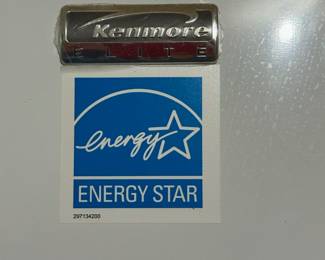 Kenmore
ELITE
energy
ENERGY STAR
297134200